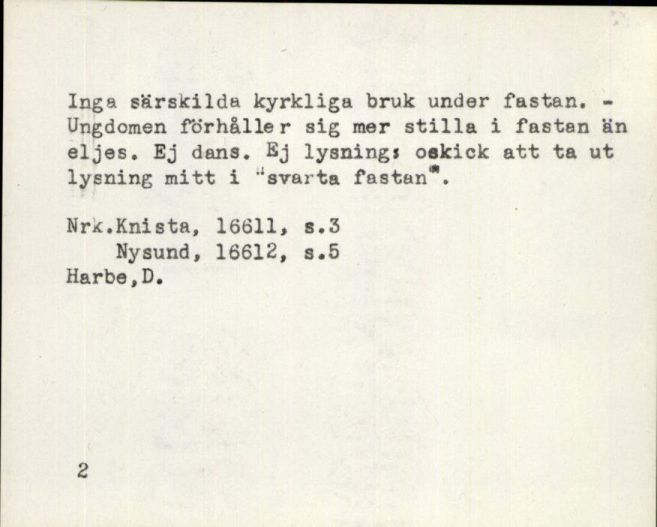 Inga särskilda kyrkliga bruk under fastan. -
Ungdomen förhåller sig mer stilla i fastan än
eljes. Ej dans. Ej lysning: oskick att ta ut
lysning mitt i "svarta fastan".
Nrk.Knista, 16611, s.3
Nysund, 16612, s.5
Harbe,D.
2